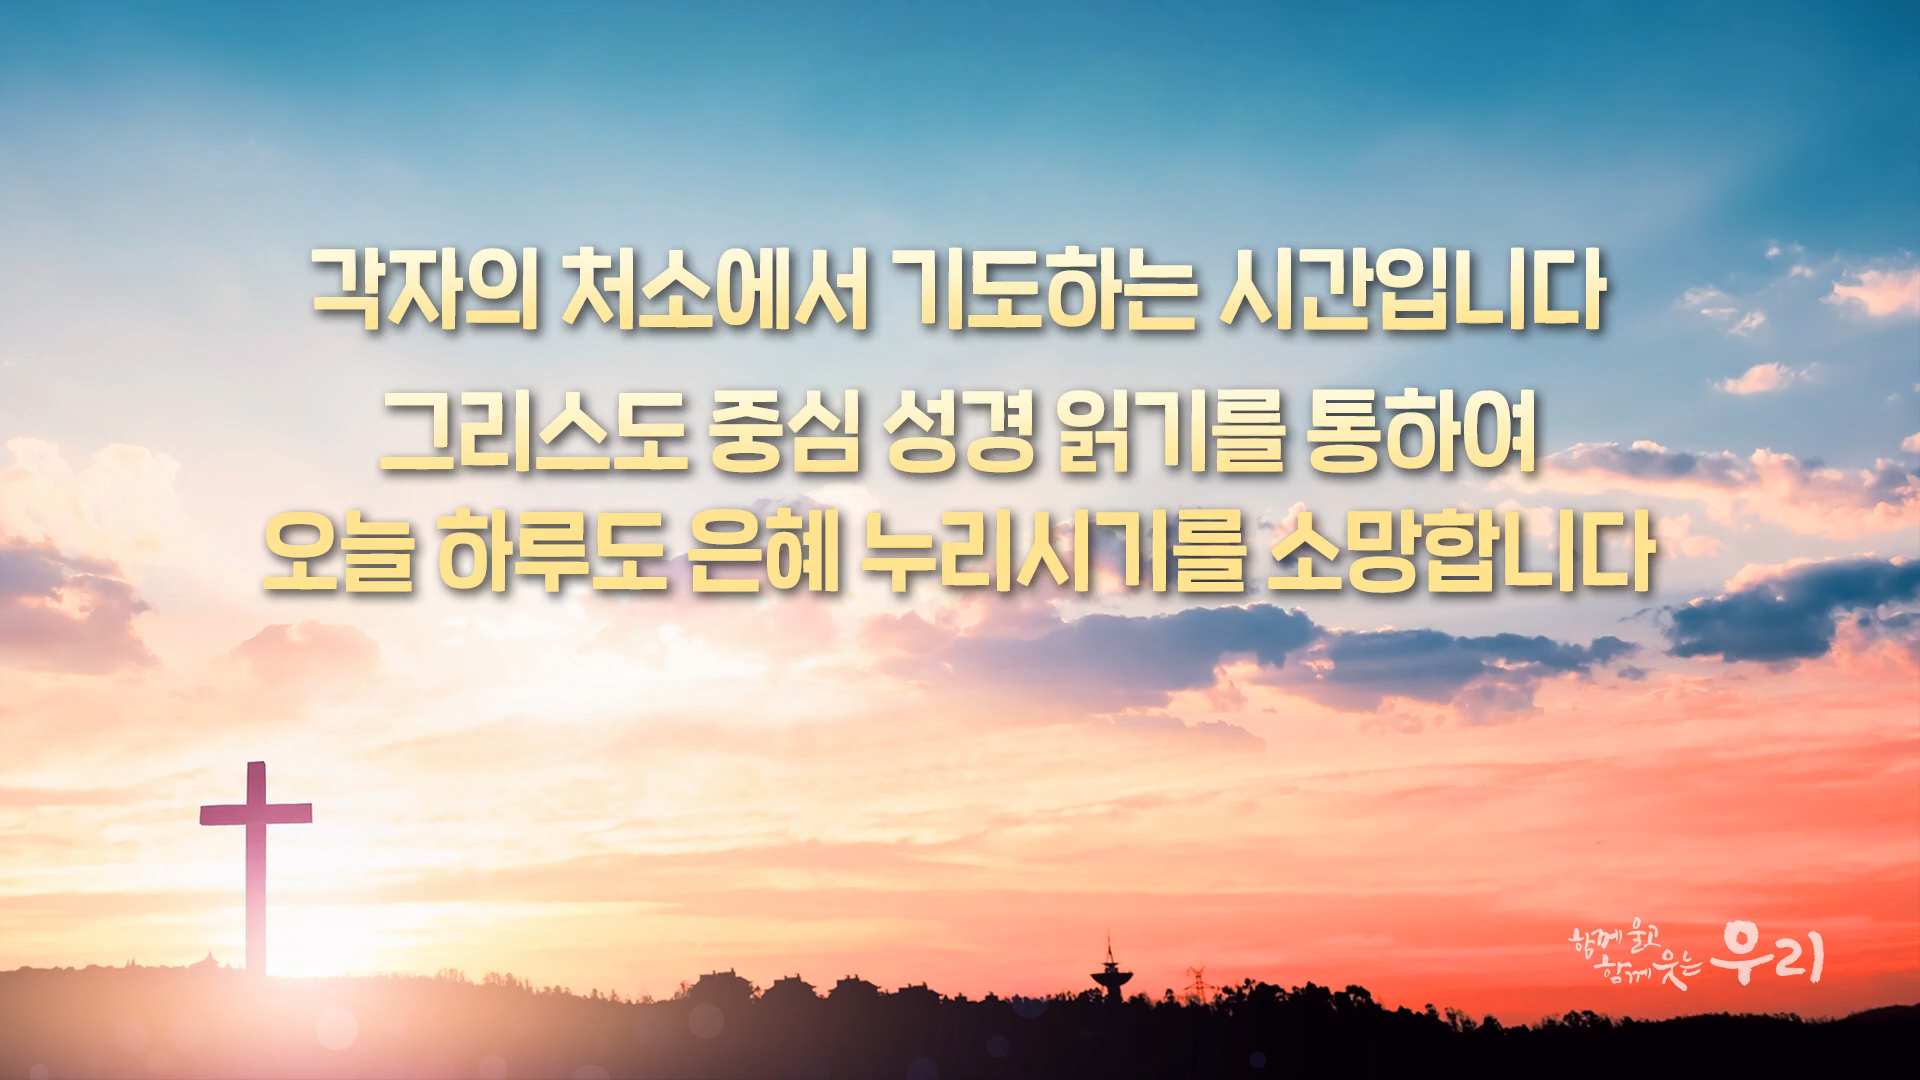 각자의 처소에서 기도하는 시간입니다
그리스도 중심 성경 읽기를 통하여
오늘 하루도 은혜 누리시기를 소망합니다
함께 울고
함께 웃는 우리